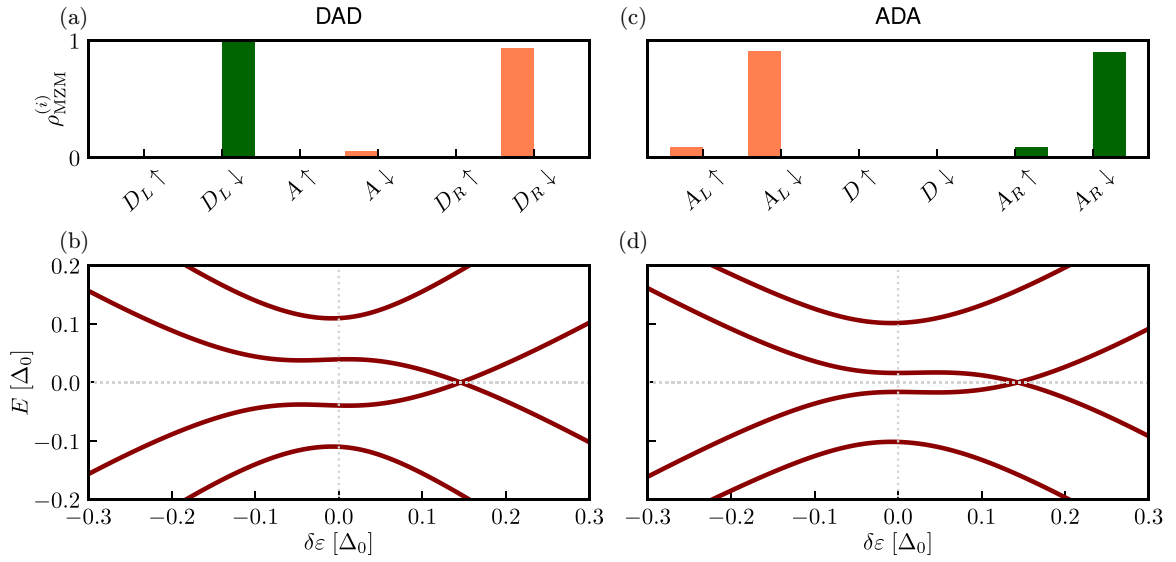 (a) DAD
(c) ADA
1
0
ρ_MZM^(i)
D_L↑ D_L↓ A↑ A↓ D_R↑ D_R↓
1
0
A_L↑ A_L↓ D↑ D↓ A_R↑ A_R↓
(b)
0.2
0.1
0.0
−0.1
−0.2
E [Δ_0]
−0.3 −0.2 −0.1 0.0 0.1 0.2 0.3
δε [Δ_0]
(d)
−0.3 −0.2 −0.1 0.0 0.1 0.2 0.3
δε [Δ_0]